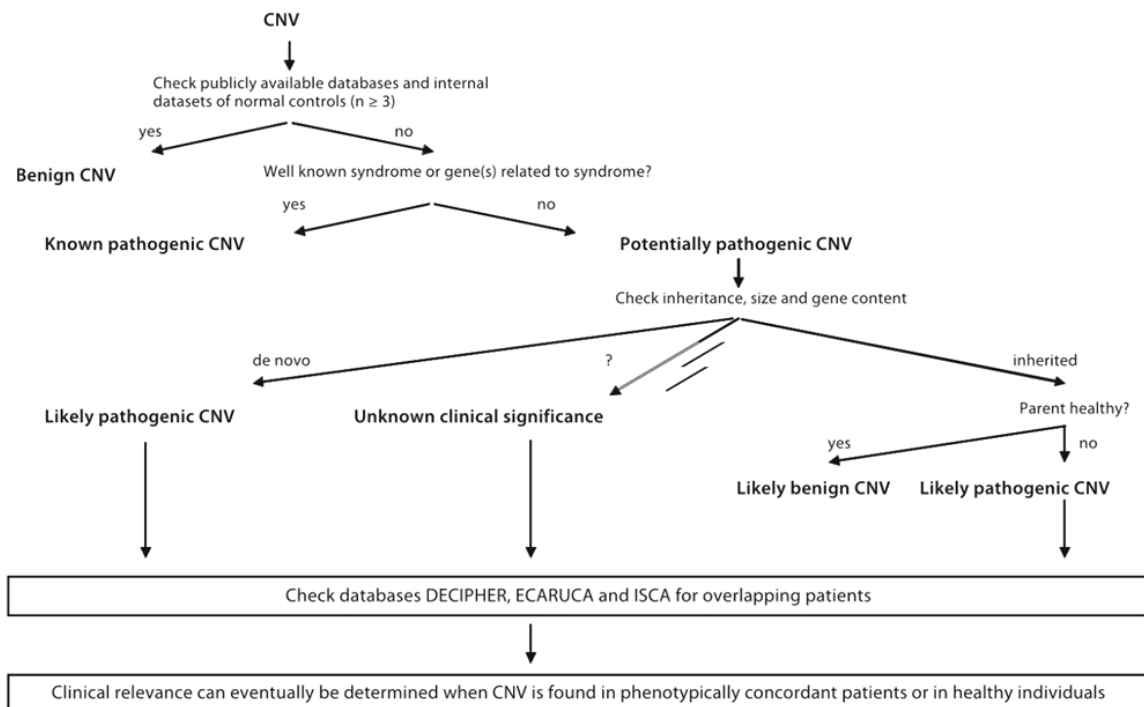 CNV
Check publicly available databases and internal
datasets of normal controls (n ≥ 3)
yes
no
Benign CNV
Well known syndrome or gene(s) related to syndrome?
yes
no
Known pathogenic CNV
Potentially pathogenic CNV
Check inheritance, size and gene content
de novo
?
inherited
Likely pathogenic CNV
Unknown clinical significance
Parent healthy?
yes
no
Likely benign CNV
Likely pathogenic CNV
Check databases DECIPHER, ECARUCA and ISCA for overlapping patients
Clinical relevance can eventually be determined when CNV is found in phenotypically concordant patients or in healthy individuals